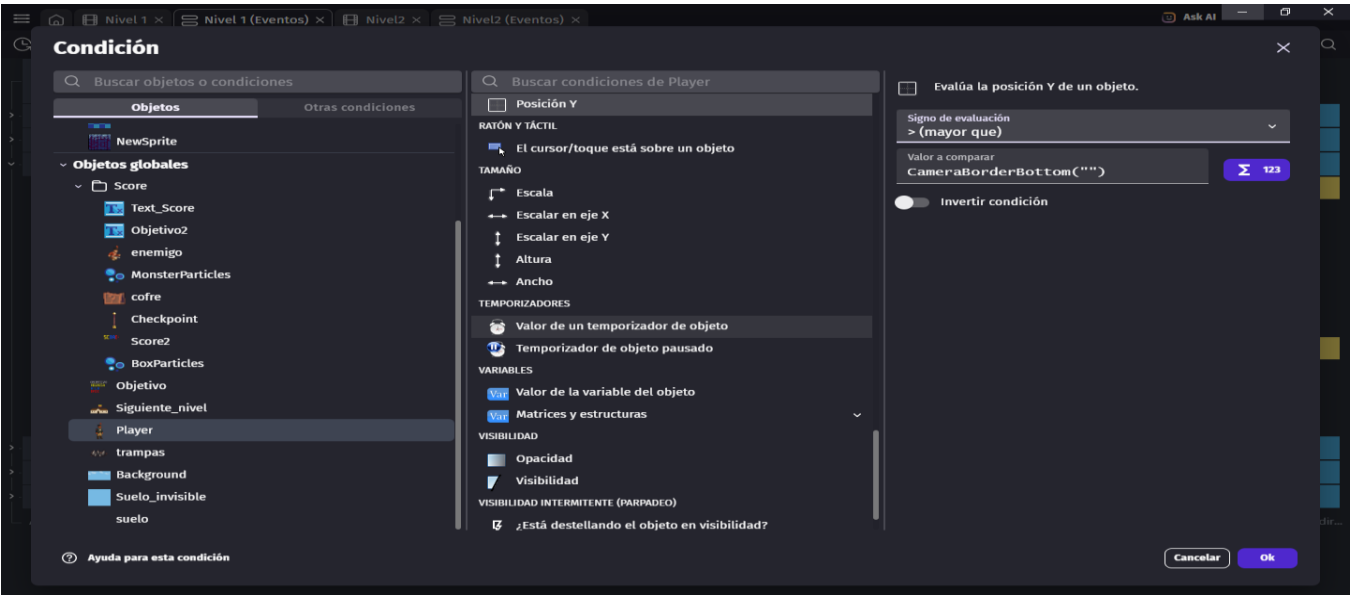 Nivel 1 ×
Nivel 1 (Eventos) ×
Nivel2 ×
Nivel2 (Eventos) ×
Ask AI
Condición
Buscar objetos o condiciones
Objetos
Otras condiciones
NewSprite
Objetos globales
Score
Text_Score
Objetivo2
enemigo
MonsterParticles
cofre
Checkpoint
Score2
BoxParticles
Objetivo
Siguiente_nivel
Player
trampas
Background
Suelo_invisible
suelo
Buscar condiciones de Player
Posición Y
RATÓN Y TÁCTIL
El cursor/toque está sobre un objeto
TAMAÑO
Escala
Escalar en eje X
Escalar en eje Y
Altura
Ancho
TEMPORIZADORES
Valor de un temporizador de objeto
Temporizador de objeto pausado
VARIABLES
Var Valor de la variable del objeto
Var Matrices y estructuras
VISIBILIDAD
Opacidad
Visibilidad
VISIBILIDAD INTERMITENTE (PARPADEO)
¿Está destellando el objeto en visibilidad?
Evalúa la posición Y de un objeto.
Signo de evaluación
> (mayor que)
Valor a comparar
CameraBorderBottom("")
Σ 123
Invertir condición
Ayuda para esta condición
Cancelar
Ok